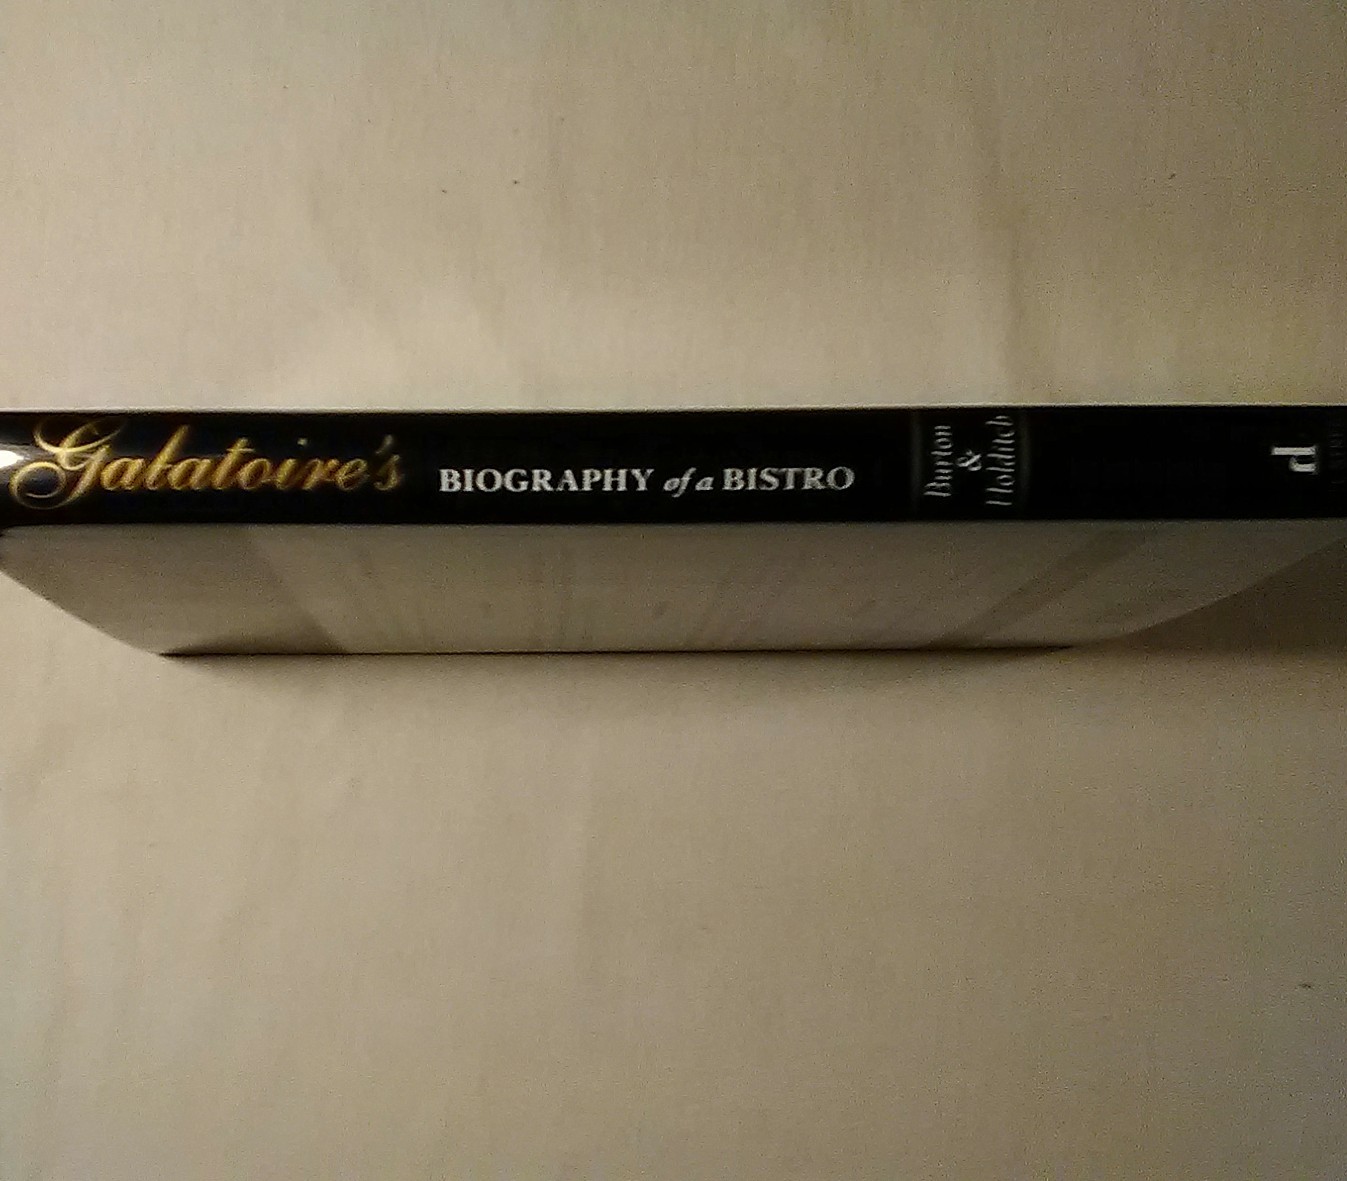 Galatoire's
BIOGRAPHY of a BISTRO
Burton
&
Holditch
P